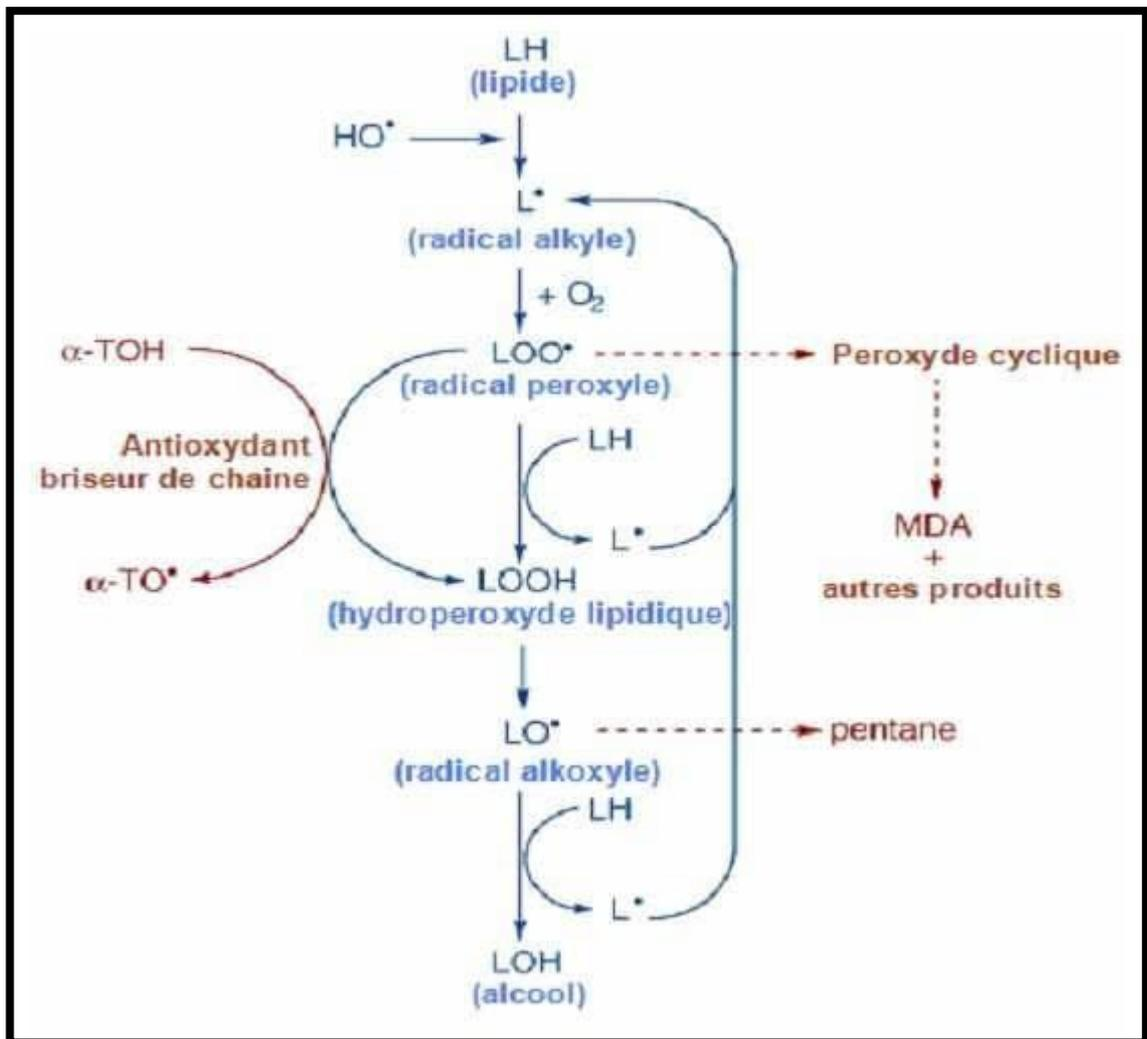 LH
(lipide)
HO•
L•
(radical alkyle)
+ O₂
α-TOH
LOO•
(radical peroxyle)
Peroxyde cyclique
LH
Antioxydant
briseur de chaine
L•
MDA
+
autres produits
α-TO•
LOOH
(hydroperoxyde lipidique)
LO•
pentane
(radical alkoxyle)
LH
L•
LOH
(alcool)